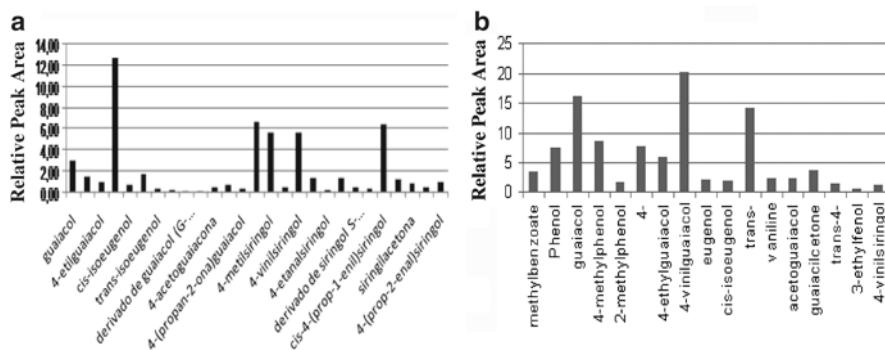 a
Relative Peak Area
14,00
12,00
10,00
8,00
6,00
4,00
2,00
0,00
guaiacol
4-etilguaiacol
cis-isoeugenol
trans-isoeugenol
derivado de guaiacol (G-...
4-acetoguaiacona
4-(propan-2-ona)guaiacol
4-metilsiringol
4-vinilsiringol
4-etanalsiringol
derivado de siringol S-...
cis-4-(prop-1-enil)siringol
siringilacetona
4-(prop-2-enal)siringol
b
Relative Peak Area
25
20
15
10
5
0
methylbenzoate
Phenol
guaiacol
4-methylphenol
2-methylphenol
4-
4-ethylguaiacol
4-vinilguaiacol
eugenol
cis-isoeugenol
trans-
vaniline
acetoguaiacol
guaiacilcetone
trans-4-
3-ethylfenol
4-vinilsiringol